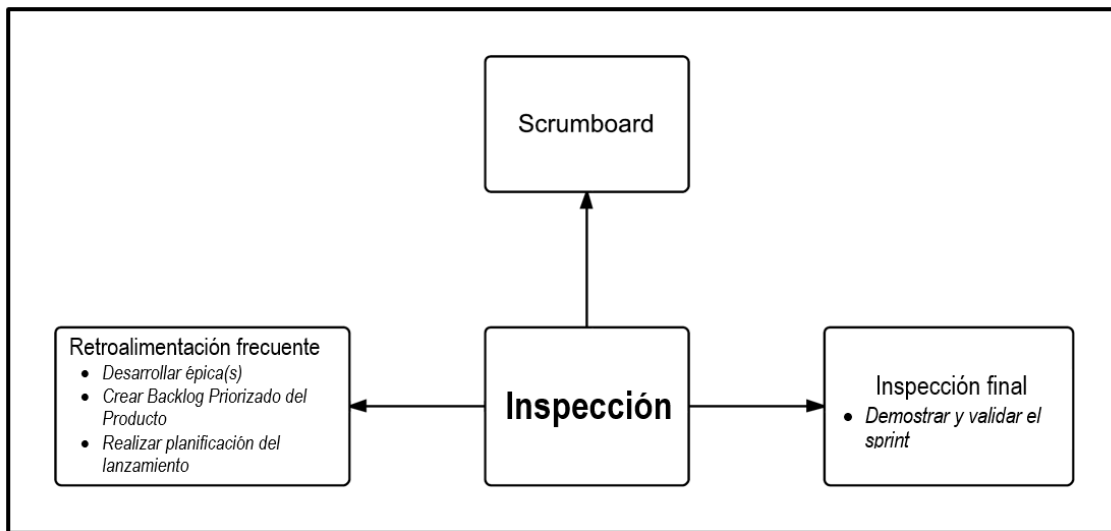 Scrumboard
Retroalimentación frecuente
• Desarrollar épica(s)
• Crear Backlog Priorizado del
Producto
• Realizar planificación del
lanzamiento
Inspección
Inspección final
• Demostrar y validar el
sprint